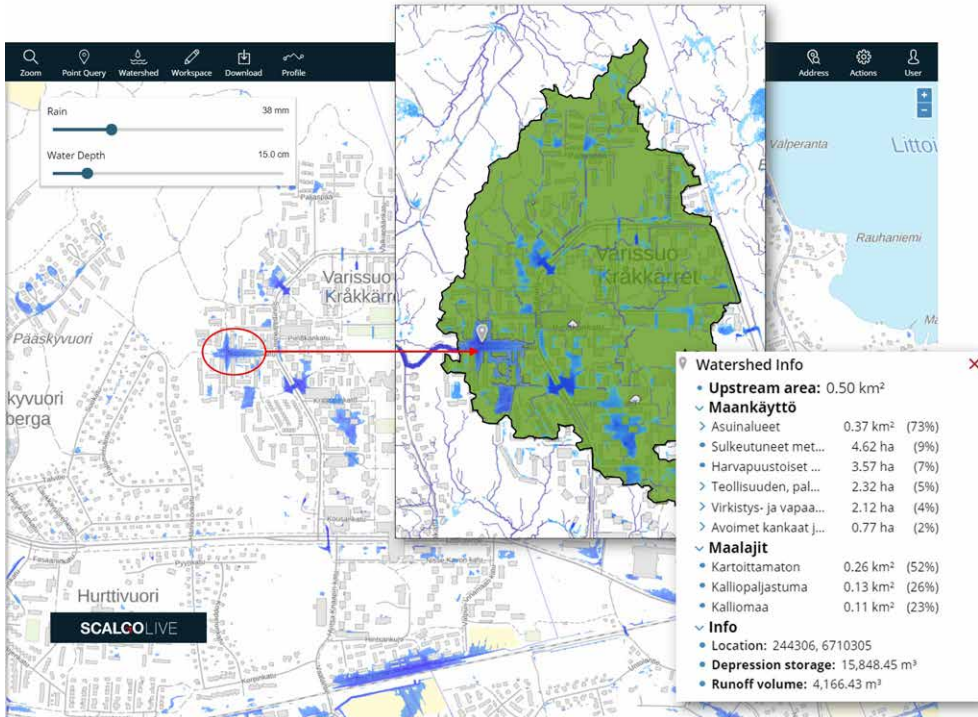 Zoom
Point Query
Watershed
Workspace
Download
Profile
Address
Actions
User
Rain 38 mm
Water Depth 15.0 cm
+
−
Välperanta
Littoi
Rauhaniemi
Varissuo
Kråkkärret
Varissuo
Kråkkärre
Pääskyvuori
kyvuori
berga
Hurttivuori
SCALGOLIVE
Watershed Info
Upstream area: 0.50 km²
Maankäyttö
Asuinalueet 0.37 km² (73%)
Sulkeutuneet met... 4.62 ha (9%)
Harvapuustoiset ... 3.57 ha (7%)
Teollisuuden, pal... 2.32 ha (5%)
Virkistys- ja vapaa... 2.12 ha (4%)
Avoimet kankaat j... 0.77 ha (2%)
Maalajit
Kartoittamaton 0.26 km² (52%)
Kalliopaljastuma 0.13 km² (26%)
Kalliomaa 0.11 km² (23%)
Info
Location: 244306, 6710305
Depression storage: 15,848.45 m³
Runoff volume: 4,166.43 m³